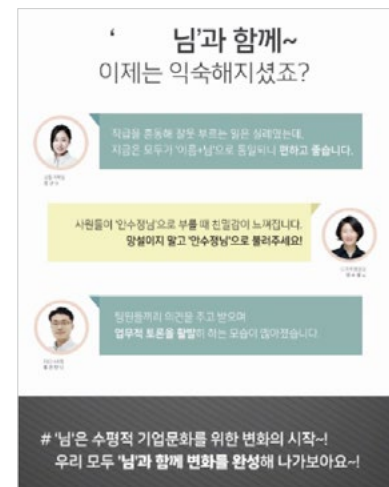 ‘ 님’과 함께~
이제는 익숙해지셨죠?
직급을 혼동해 잘못 부르는 일은 실례였는데,
지금은 모두가 '이름+님'으로 통일되니 편하고 좋습니다.
사원들이 '안수정님'으로 부를 때 친밀감이 느껴집니다.
망설이지 말고 '안수정님'으로 불러주세요!
팀원들끼리 의견을 주고 받으며
업무적 토론을 활발히 하는 모습이 많아졌습니다.
# '님'은 수평적 기업문화를 위한 변화의 시작~!
우리 모두 '님'과 함께 변화를 완성해 나가보아요~!